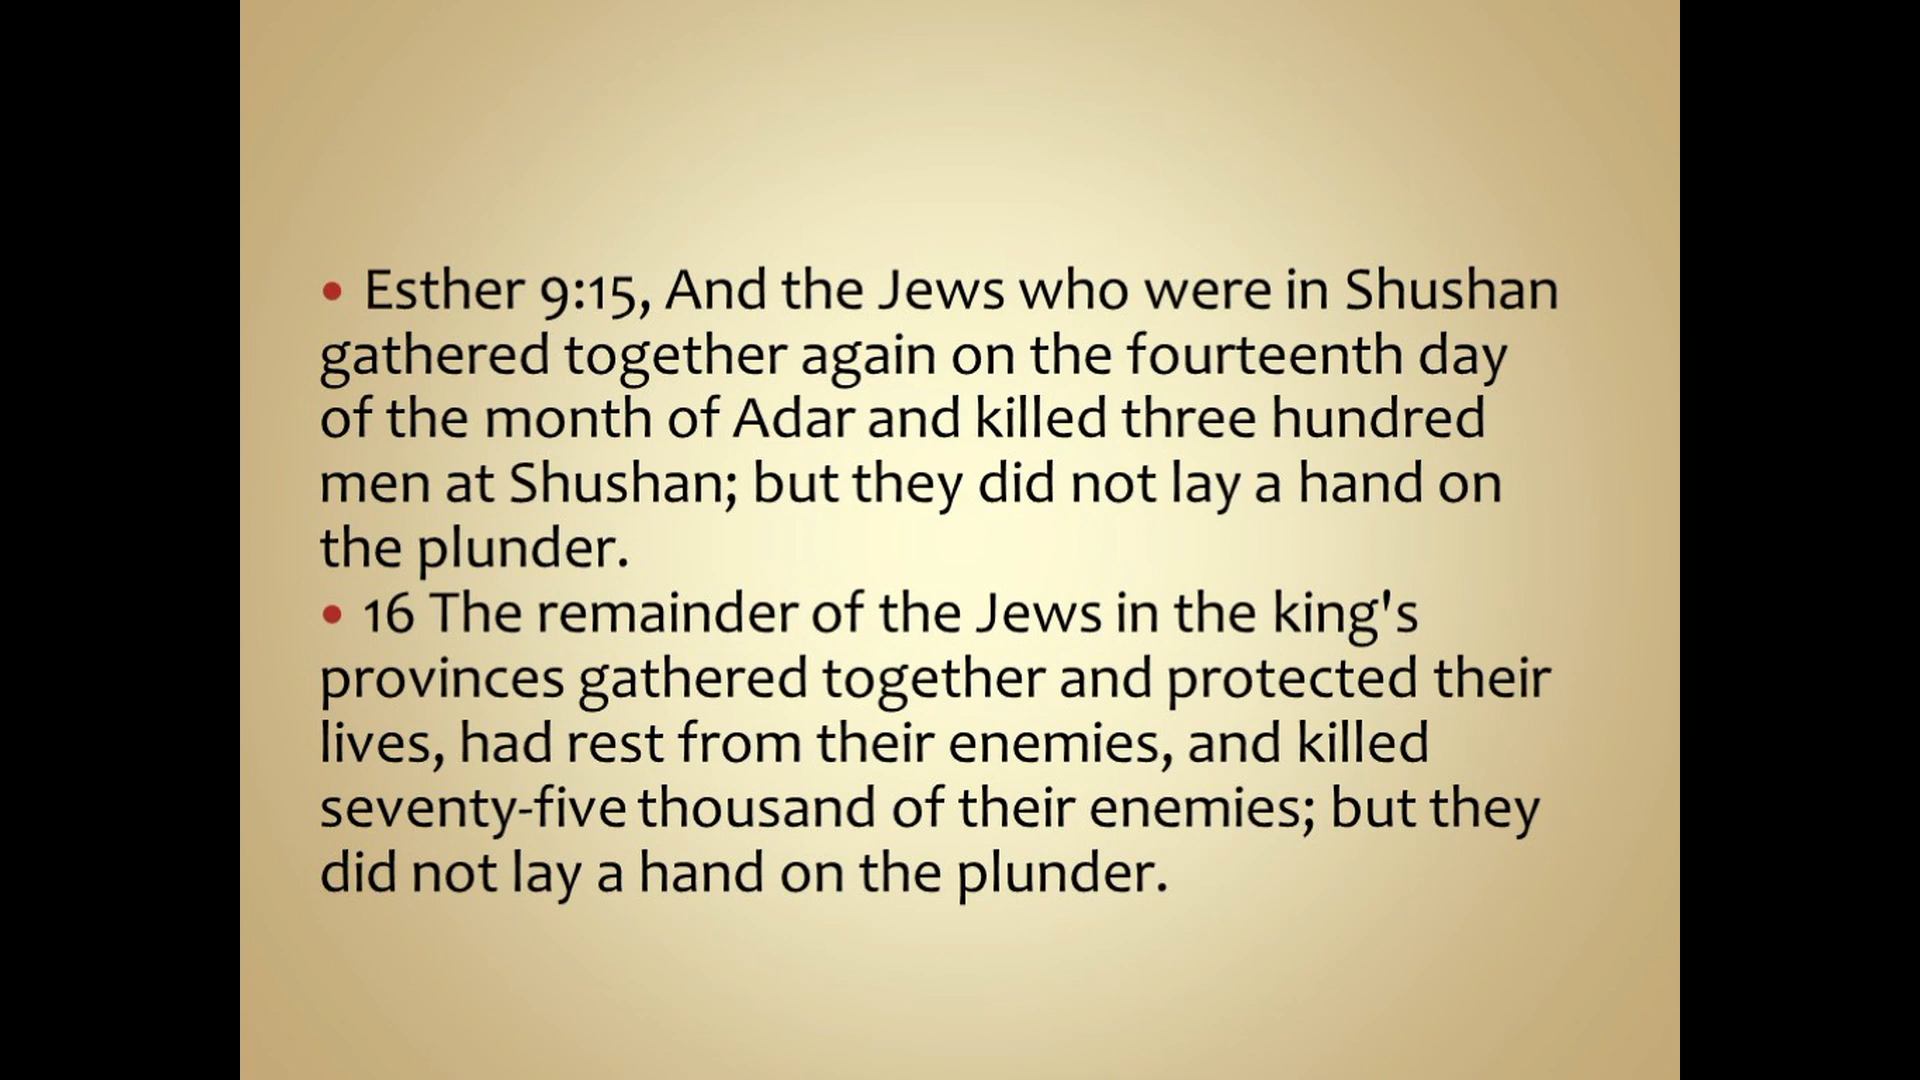 • Esther 9:15, And the Jews who were in Shushan
gathered together again on the fourteenth day
of the month of Adar and killed three hundred
men at Shushan; but they did not lay a hand on
the plunder.
• 16 The remainder of the Jews in the king's
provinces gathered together and protected their
lives, had rest from their enemies, and killed
seventy-five thousand of their enemies; but they
did not lay a hand on the plunder.